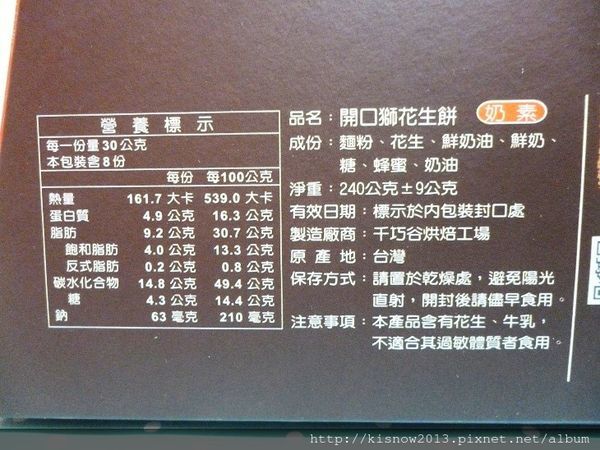 營養標示
每一份量30公克
本包裝含8份
每份 每100公克
熱量 161.7 大卡 539.0 大卡
蛋白質 4.9 公克 16.3 公克
脂肪 9.2 公克 30.7 公克
飽和脂肪 4.0 公克 13.3 公克
反式脂肪 0.2 公克 0.8 公克
碳水化合物 14.8 公克 49.4 公克
糖 4.3 公克 14.4 公克
鈉 63 毫克 210 毫克
品名：開口獅花生餅 奶素
成份：麵粉、花生、鮮奶油、鮮奶、
糖、蜂蜜、奶油
淨重：240公克±9公克
有效日期：標示於內包裝封口處
製造廠商：千巧谷烘焙工場
原產地：台灣
保存方式：請置於乾燥處，避免陽光
直射，開封後請儘早食用。
注意事項：本產品含有花生、牛乳，
不適合其過敏體質者食用。
http://kisnow2013.pixnet.net/album